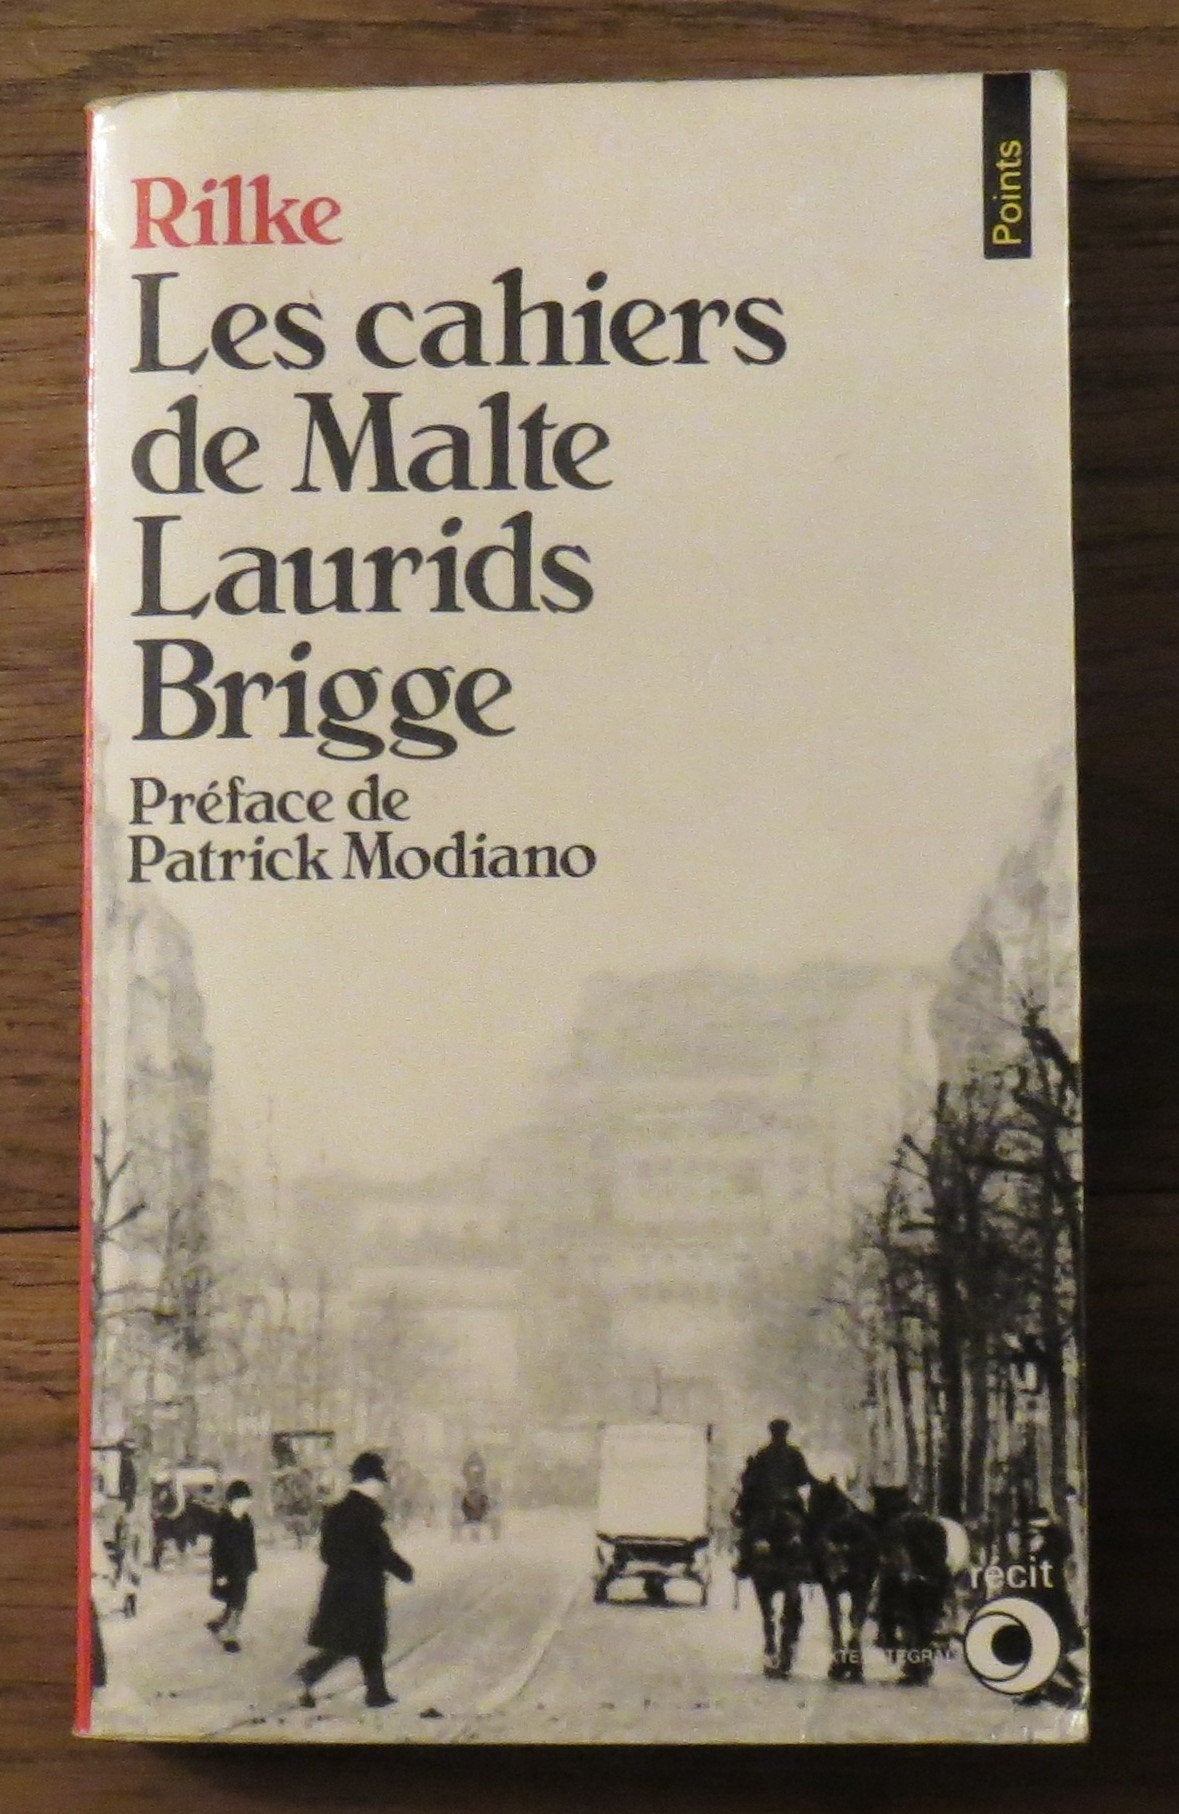 Points
Rilke
Les cahiers
de Malte
Laurids
Brigge
Préface de
Patrick Modiano
récit